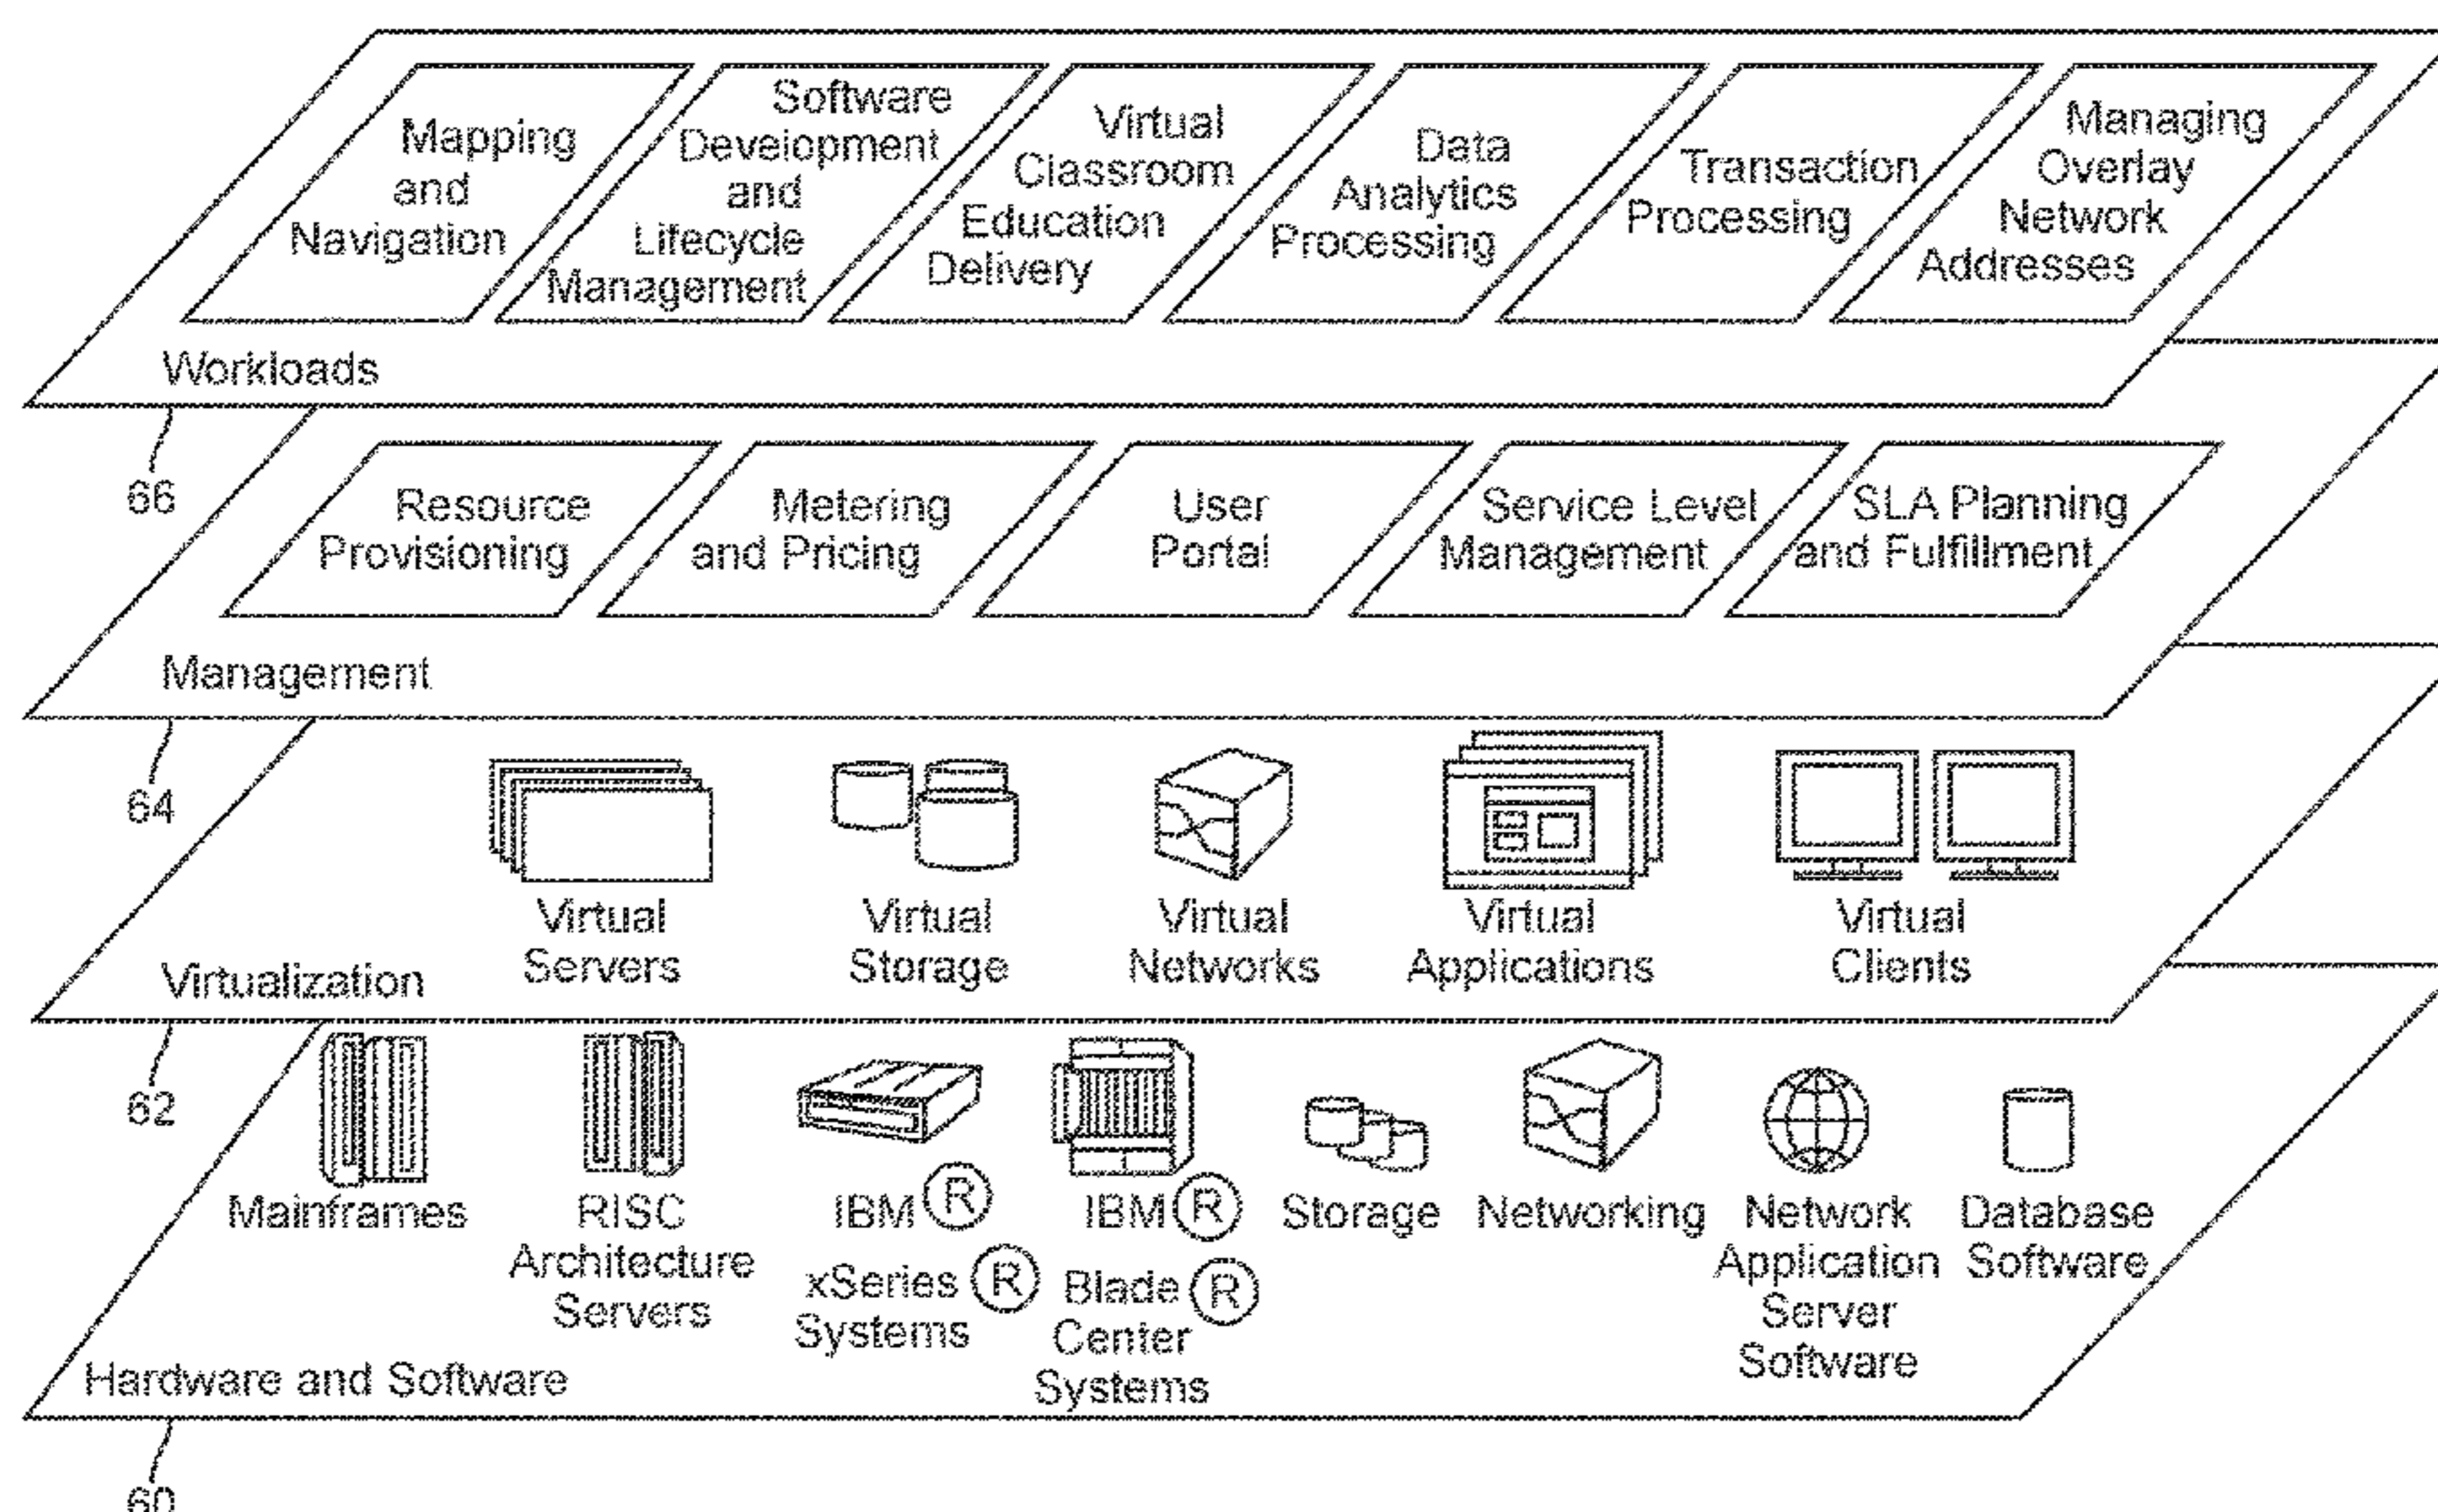 Mapping
and
Navigation
Software
Development
and
Lifecycle
Management
Virtual
Classroom
Education
Delivery
Data
Analytics
Processing
Transaction
Processing
Managing
Overlay
Network
Addresses
Workloads
66
Resource
Provisioning
Metering
and Pricing
User
Portal
Service Level
Management
SLA Planning
and Fulfillment
Management
64
Virtual
Servers
Virtual
Storage
Virtual
Networks
Virtual
Applications
Virtual
Clients
Virtualization
62
Mainframes
RISC
Architecture
Servers
IBM®
xSeries®
Systems
IBM®
Blade®
Center
Systems
Storage
Networking
Network
Application
Server
Software
Database
Software
Hardware and Software
60